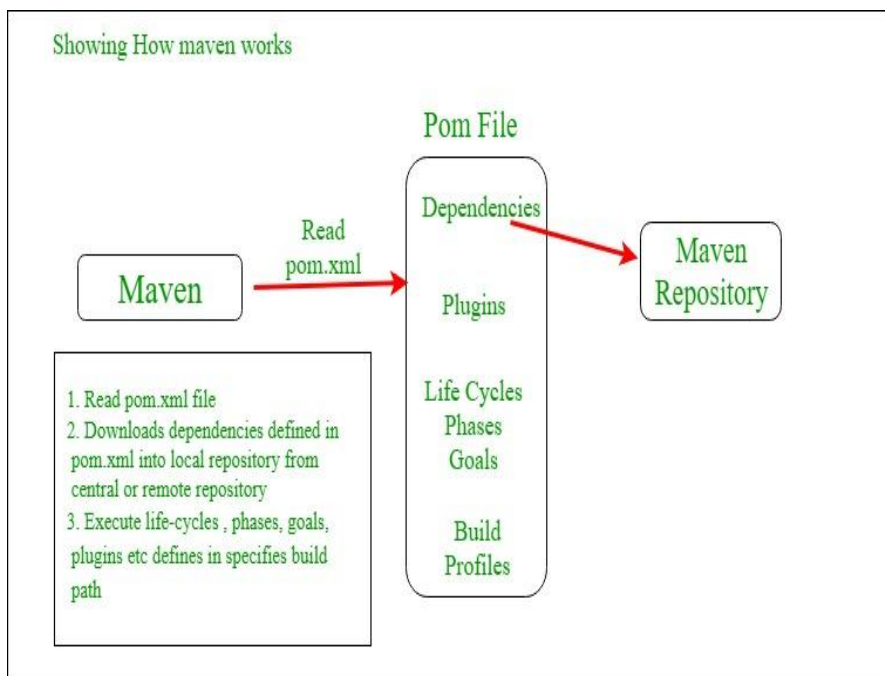 Showing How maven works
Pom File
Dependencies
Read
pom.xml
Maven
Maven
Repository
Plugins
Life Cycles
Phases
Goals
Build
Profiles
1. Read pom.xml file
2. Downloads dependencies defined in
pom.xml into local repository from
central or remote repository
3. Execute life-cycles , phases, goals,
plugins etc defines in specifies build
path